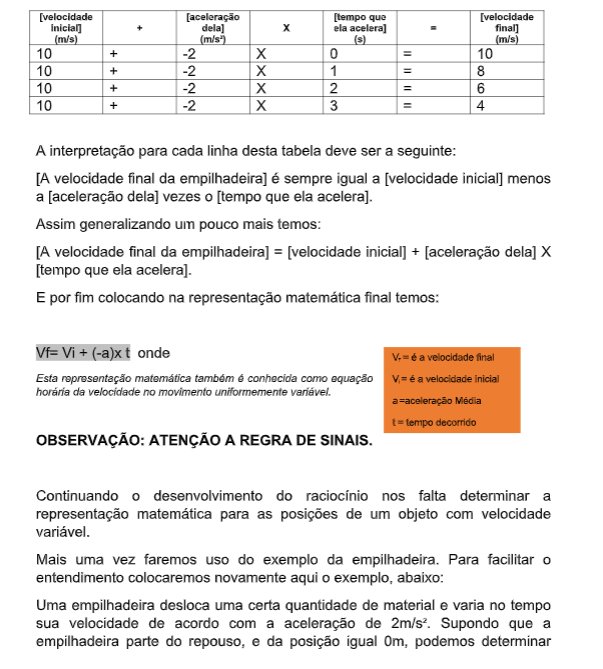 [velocidade inicial] (m/s) + [aceleração dela] (m/s²) X [tempo que ela acelera] (s) = [velocidade final] (m/s)
10 + -2 X 0 = 10
10 + -2 X 1 = 8
10 + -2 X 2 = 6
10 + -2 X 3 = 4
A interpretação para cada linha desta tabela deve ser a seguinte:
[A velocidade final da empilhadeira] é sempre igual a [velocidade inicial] menos
a [aceleração dela] vezes o [tempo que ela acelera].
Assim generalizando um pouco mais temos:
[A velocidade final da empilhadeira] = [velocidade inicial] + [aceleração dela] X
[tempo que ela acelera].
E por fim colocando na representação matemática final temos:
Vf= Vi + (-a)x t onde
Esta representação matemática também é conhecida como equação
horária da velocidade no movimento uniformemente variável.
VF = é a velocidade final
Vi = é a velocidade inicial
a =aceleração Média
t = tempo decorrido
OBSERVAÇÃO: ATENÇÃO A REGRA DE SINAIS.
Continuando o desenvolvimento do raciocínio nos falta determinar a
representação matemática para as posições de um objeto com velocidade
variável.
Mais uma vez faremos uso do exemplo da empilhadeira. Para facilitar o
entendimento colocaremos novamente aqui o exemplo, abaixo:
Uma empilhadeira desloca uma certa quantidade de material e varia no tempo
sua velocidade de acordo com a aceleração de 2m/s². Supondo que a
empilhadeira parte do repouso, e da posição igual 0m, podemos determinar